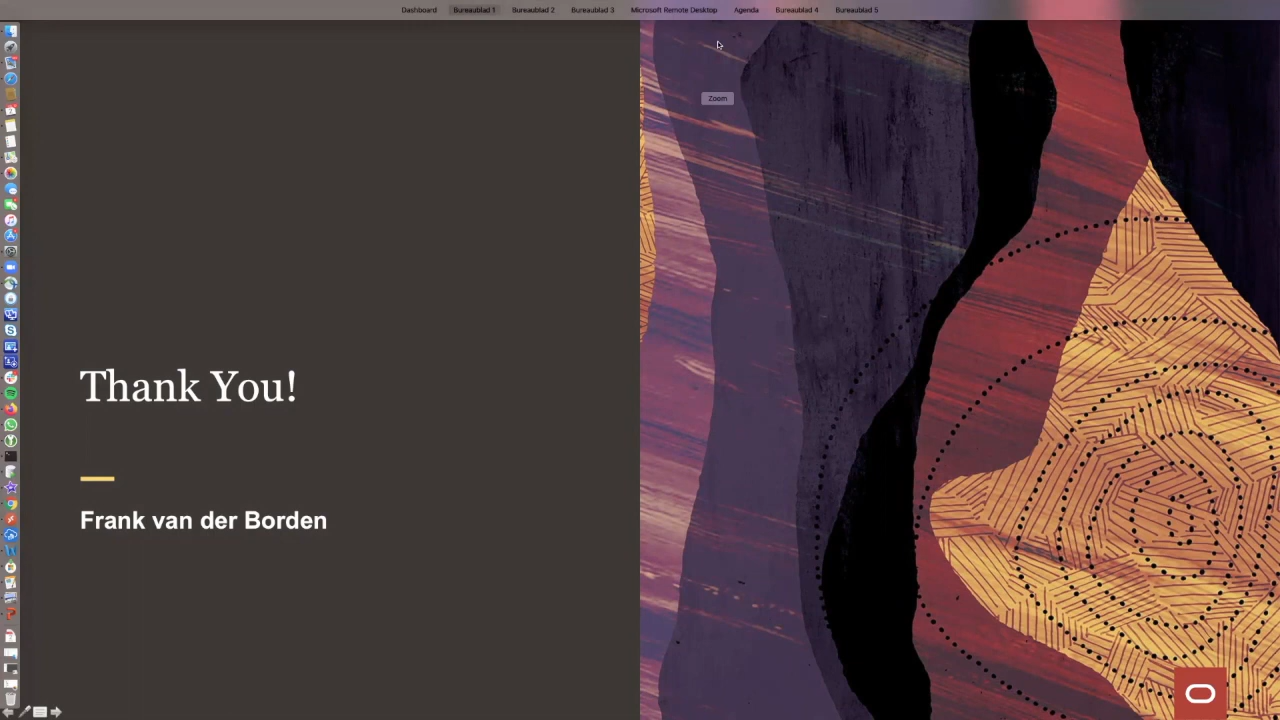 Dashboard Bureaublad 1 Bureaublad 2 Bureaublad 3 Microsoft Remote Desktop Agenda Bureaublad 4 Bureaublad 5
Zoom
Thank You!
Frank van der Borden